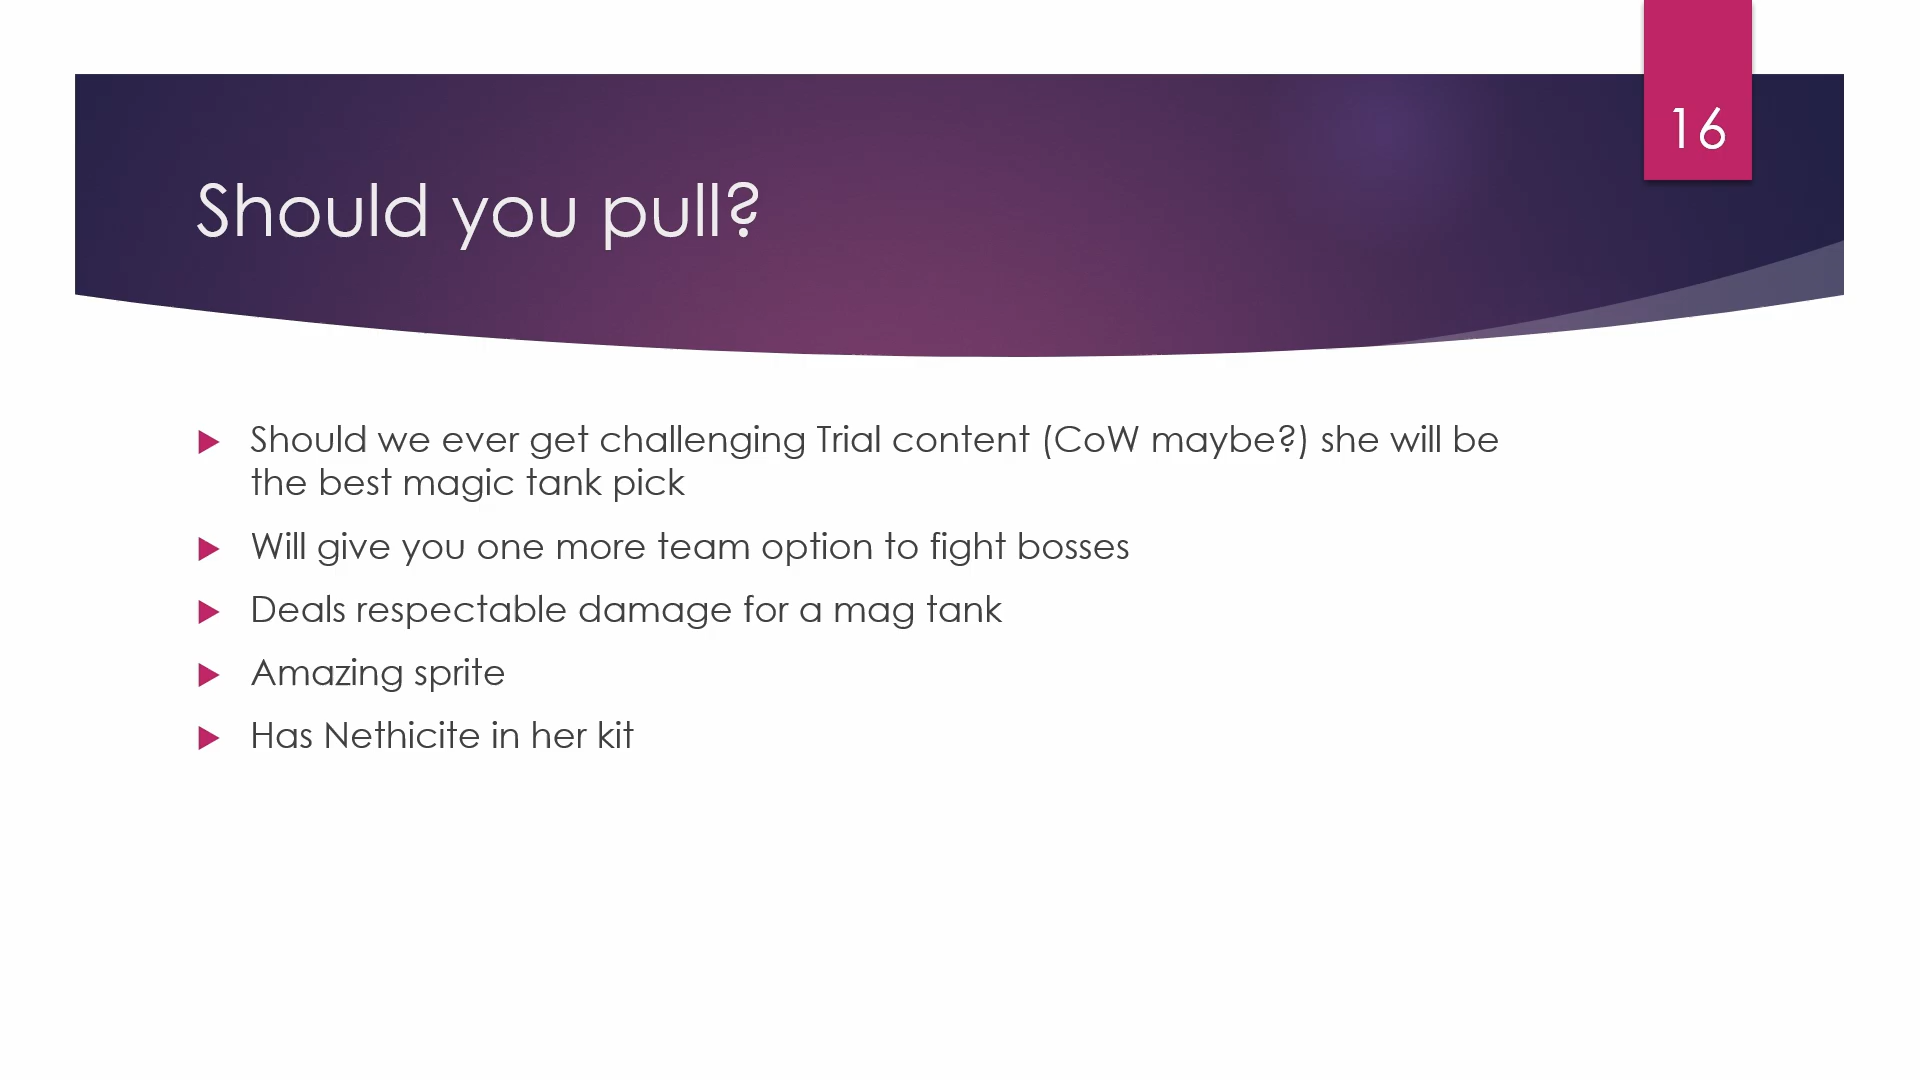 16
Should you pull?
Should we ever get challenging Trial content (CoW maybe?) she will be
the best magic tank pick
Will give you one more team option to fight bosses
Deals respectable damage for a mag tank
Amazing sprite
Has Nethicite in her kit